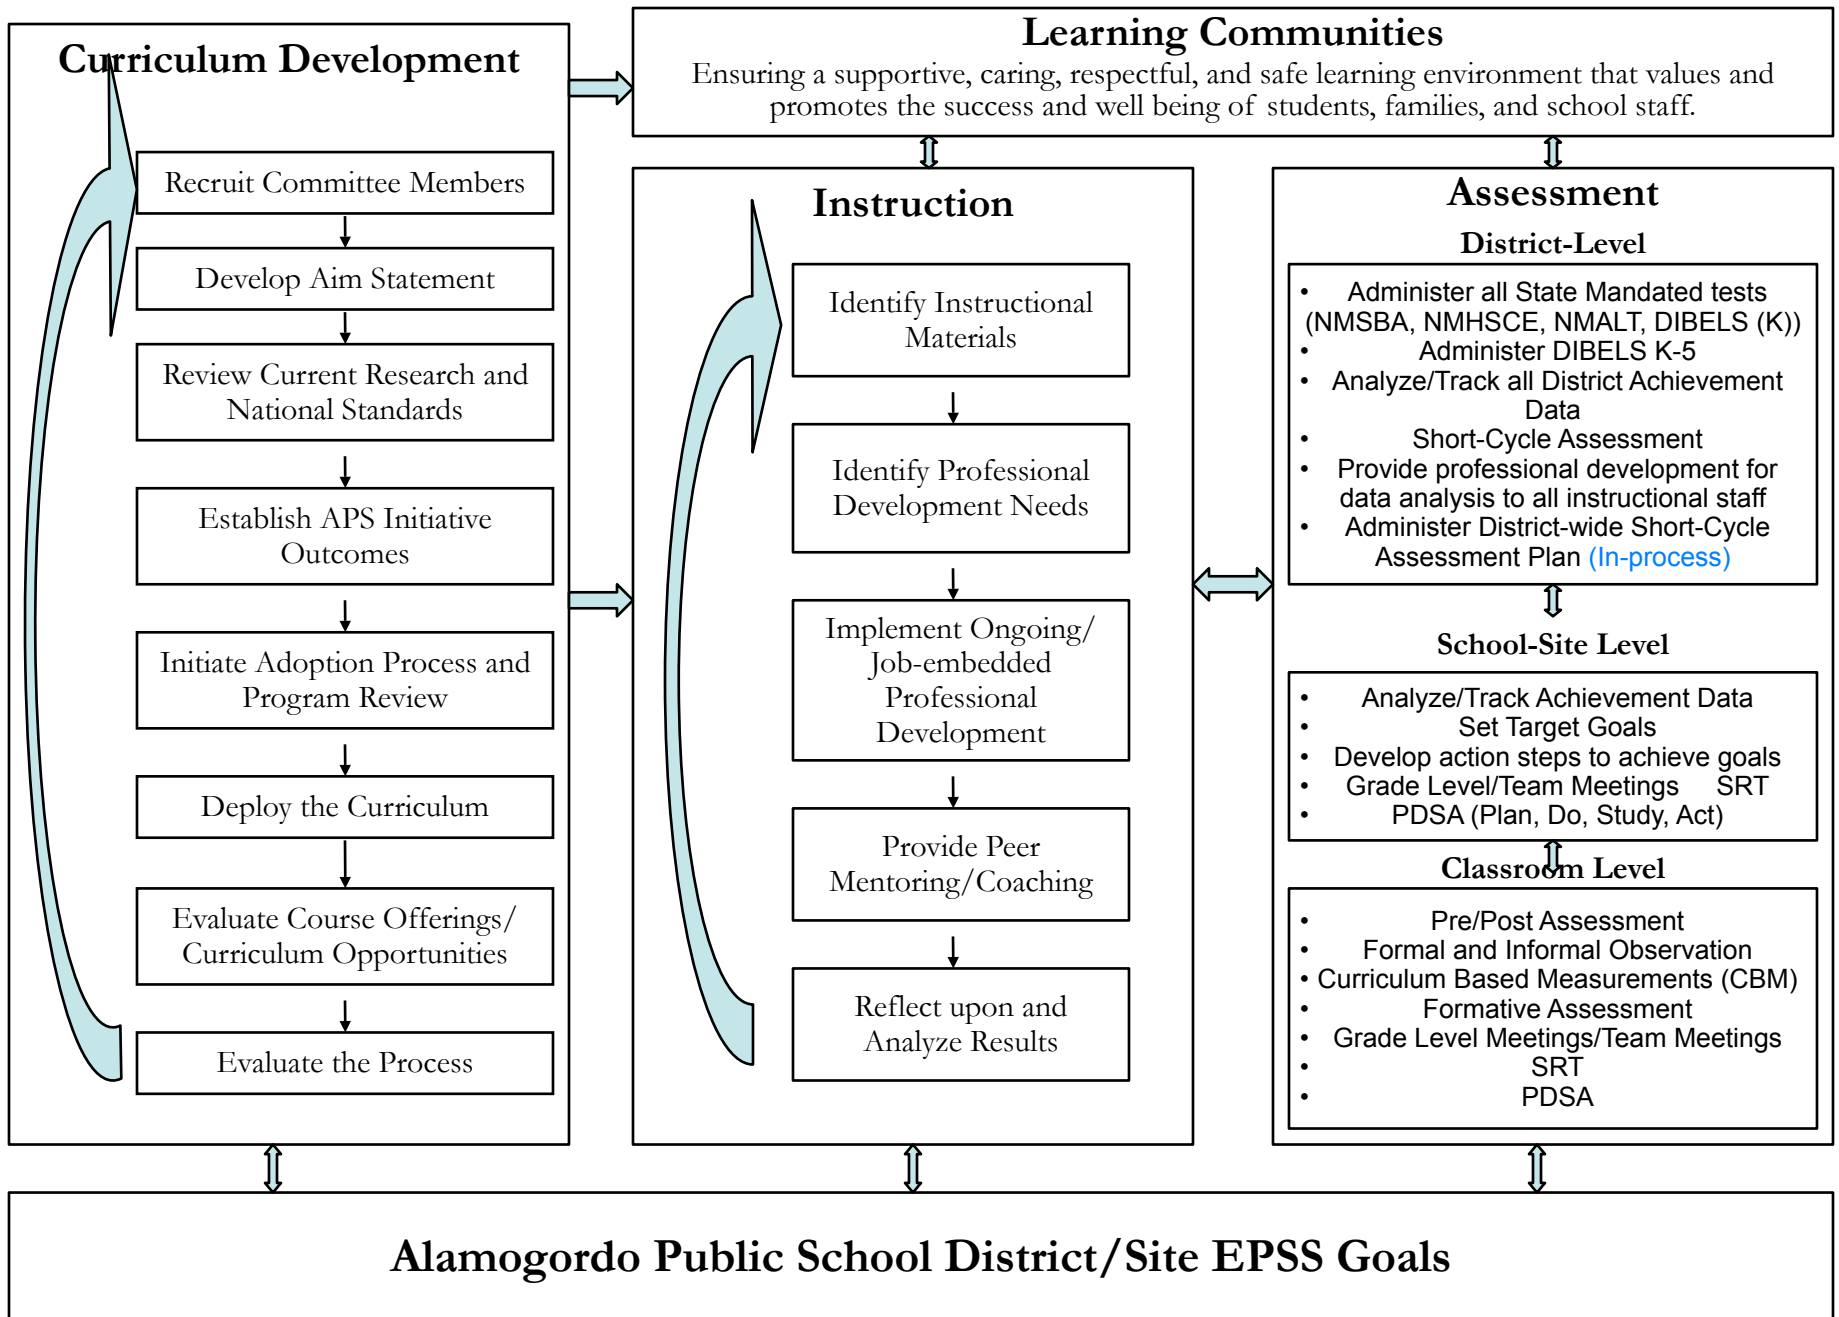 Curriculum Development
Recruit Committee Members
Develop Aim Statement
Review Current Research and
National Standards
Establish APS Initiative
Outcomes
Initiate Adoption Process and
Program Review
Deploy the Curriculum
Evaluate Course Offerings/
Curriculum Opportunities
Evaluate the Process
Learning Communities
Ensuring a supportive, caring, respectful, and safe learning environment that values and
promotes the success and well being of students, families, and school staff.
Instruction
Identify Instructional
Materials
Identify Professional
Development Needs
Implement Ongoing/
Job-embedded
Professional
Development
Provide Peer
Mentoring/Coaching
Reflect upon and
Analyze Results
Assessment
District-Level
• Administer all State Mandated tests
(NMSBA, NMHSCE, NMALT, DIBELS (K))
• Administer DIBELS K-5
• Analyze/Track all District Achievement
Data
• Short-Cycle Assessment
• Provide professional development for
data analysis to all instructional staff
• Administer District-wide Short-Cycle
Assessment Plan (In-process)
School-Site Level
• Analyze/Track Achievement Data
• Set Target Goals
• Develop action steps to achieve goals
• Grade Level/Team Meetings SRT
• PDSA (Plan, Do, Study, Act)
Classroom Level
• Pre/Post Assessment
• Formal and Informal Observation
• Curriculum Based Measurements (CBM)
• Formative Assessment
• Grade Level Meetings/Team Meetings
• SRT
• PDSA
Alamogordo Public School District/Site EPSS Goals